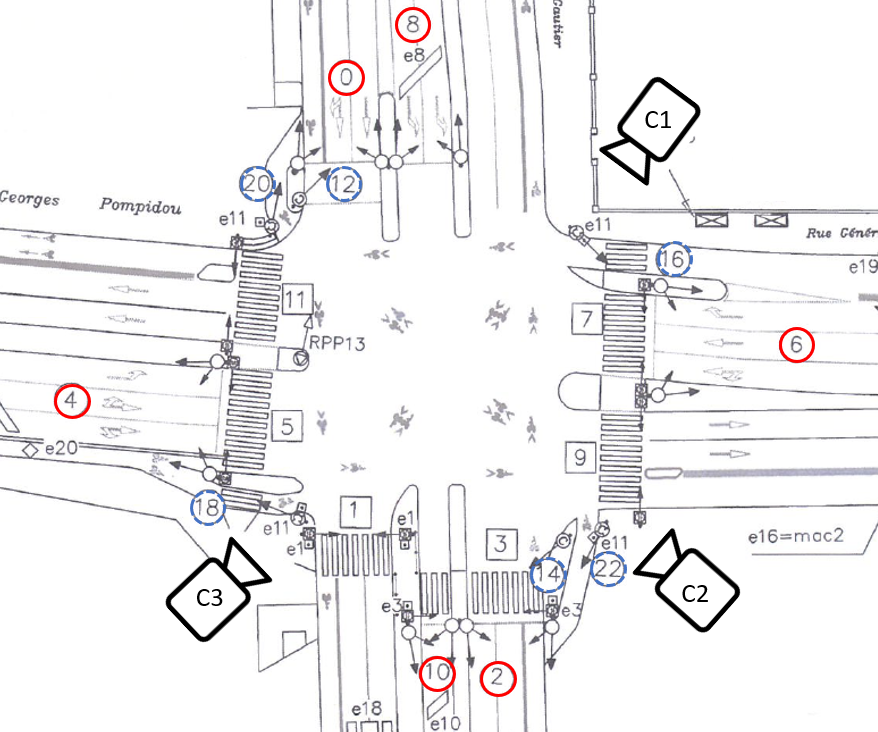 8
e8
0
Gautier
C1
20
12
Georges Pompidou
e11
e11
Rue Génér
16
e19
11
7
RPP13
6
4
5
9
e20
18
1
e1
3
e11
e1
e11
e16=mac2
14
22
C3
C2
e3
e3
10
2
e18
e10